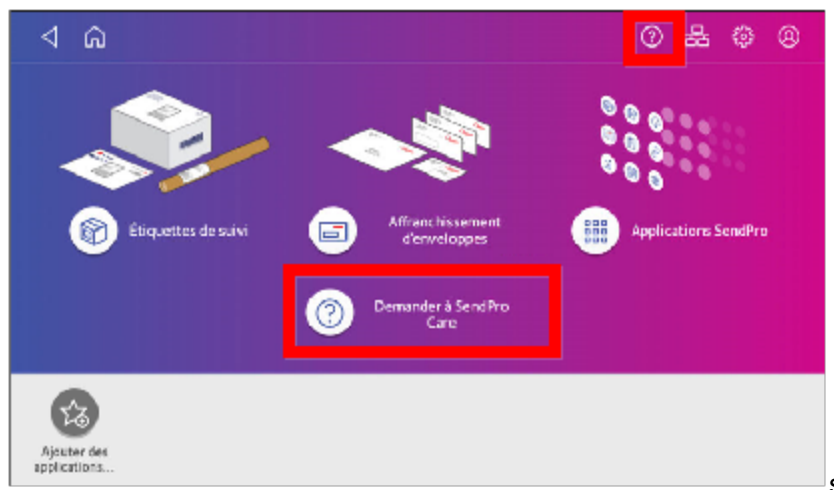 Étiquettes de suivi
Affranchissement
d'enveloppes
Applications SendPro
Demander à SendPro
Care
Ajouter des
applications...